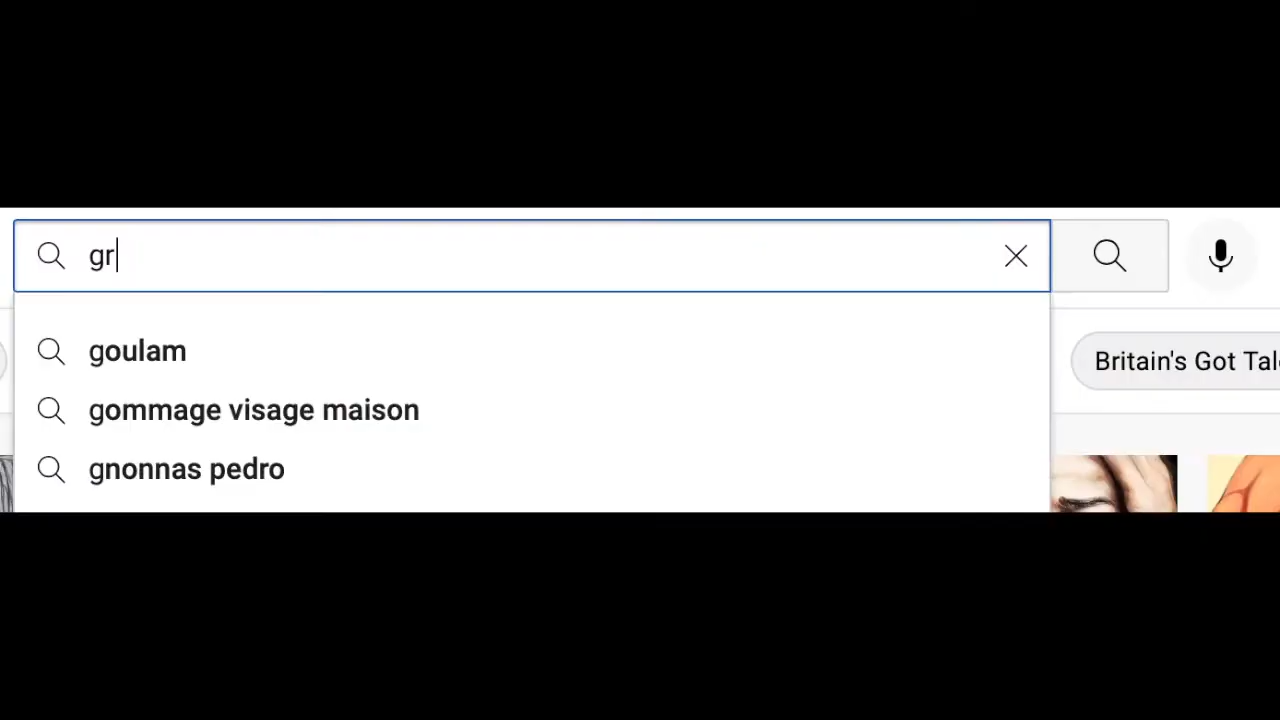 gr
goulam
Britain's Got Tal
gommage visage maison
gnonnas pedro